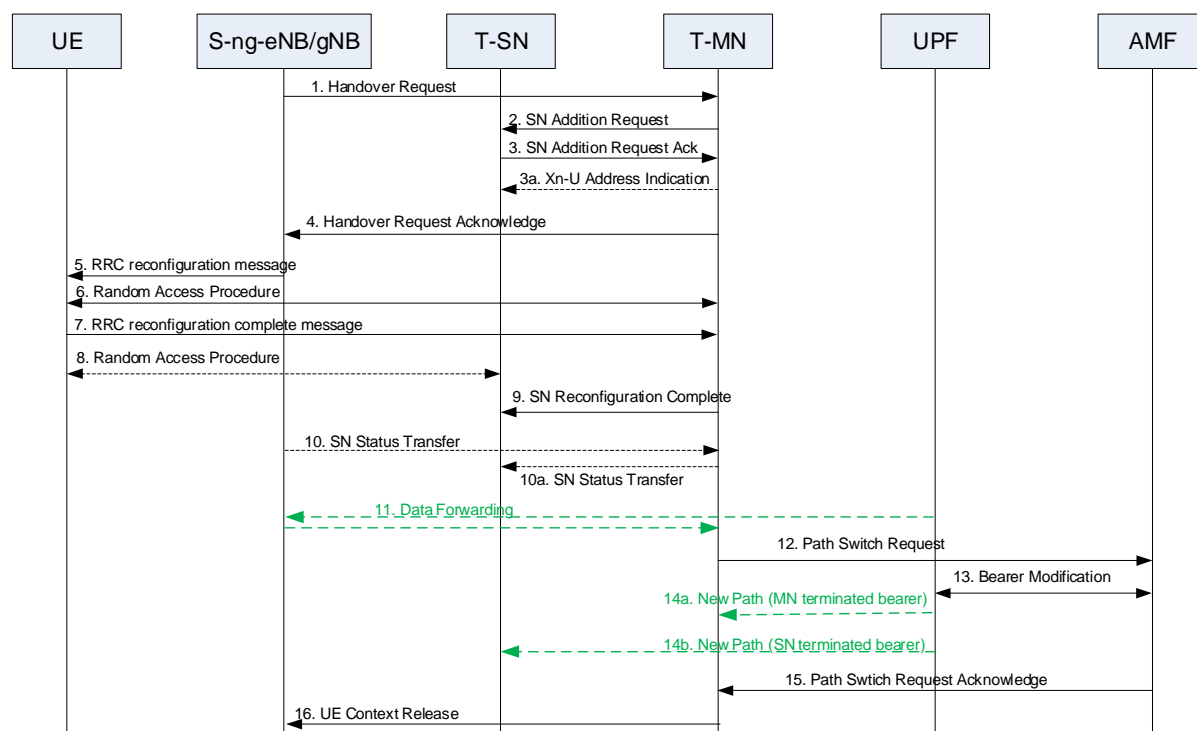 UE
S-ng-eNB/gNB
T-SN
T-MN
UPF
AMF
1. Handover Request
2. SN Addition Request
3. SN Addition Request Ack
3a. Xn-U Address Indication
4. Handover Request Acknowledge
5. RRC reconfiguration message
6. Random Access Procedure
7. RRC reconfiguration complete message
8. Random Access Procedure
9. SN Reconfiguration Complete
10. SN Status Transfer
10a. SN Status Transfer
11. Data Forwarding
12. Path Switch Request
13. Bearer Modification
14a. New Path (MN terminated bearer)
14b. New Path (SN terminated bearer)
15. Path Swtich Request Acknowledge
16. UE Context Release